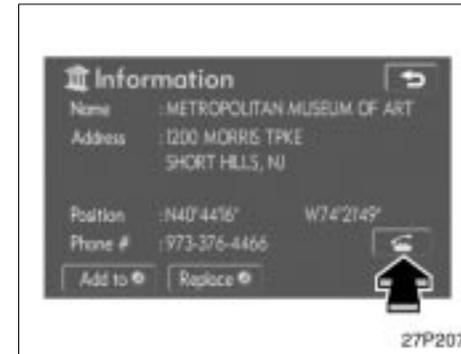 Information
Name : METROPOLITAN MUSEUM OF ART
Address : 1200 MORRIS TPKE
SHORT HILLS, NJ
Position : N40°44'16" W74°21'49"
Phone # : 973-376-4466
Add to Replace
27P207